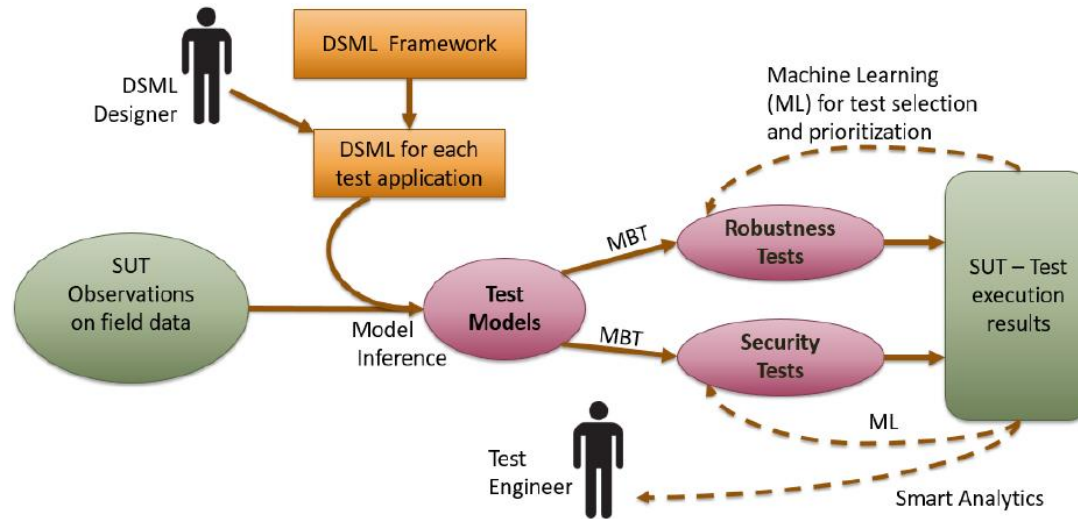 DSML Framework
DSML
Designer
DSML for each
test application
Machine Learning
(ML) for test selection
and prioritization
SUT
Observations
on field data
Model
Inference
Test
Models
MBT
MBT
Robustness
Tests
Security
Tests
SUT – Test
execution
results
ML
Test
Engineer
Smart Analytics